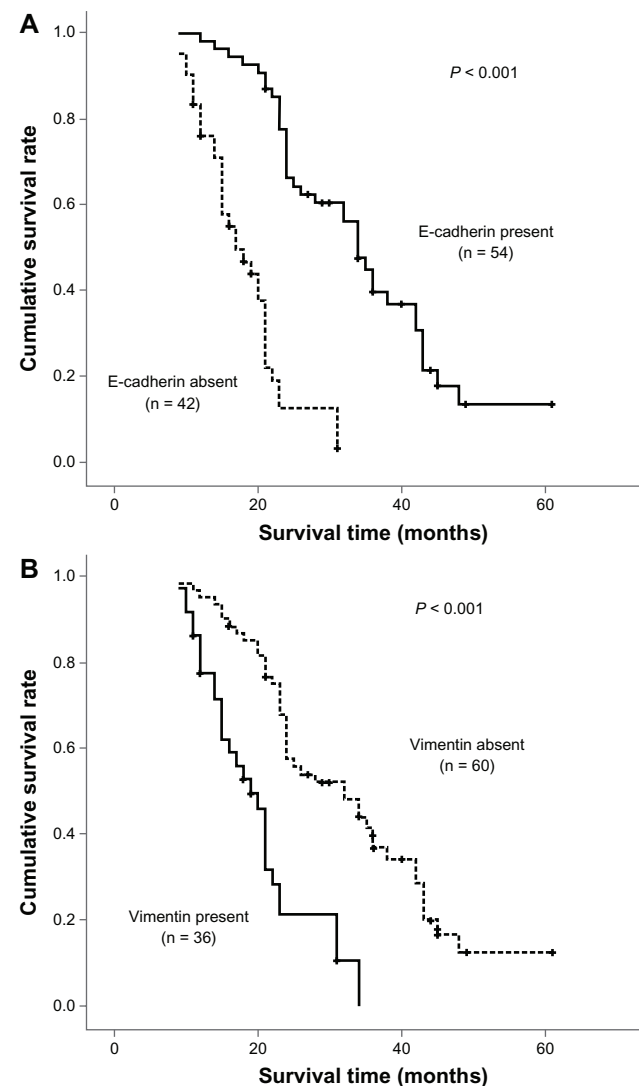 A
1.0
0.8
0.6
0.4
0.2
0.0
Cumulative survival rate
P < 0.001
E-cadherin present
(n = 54)
E-cadherin absent
(n = 42)
0 20 40 60
Survival time (months)
B
1.0
0.8
0.6
0.4
0.2
0.0
Cumulative survival rate
P < 0.001
Vimentin absent
(n = 60)
Vimentin present
(n = 36)
0 20 40 60
Survival time (months)